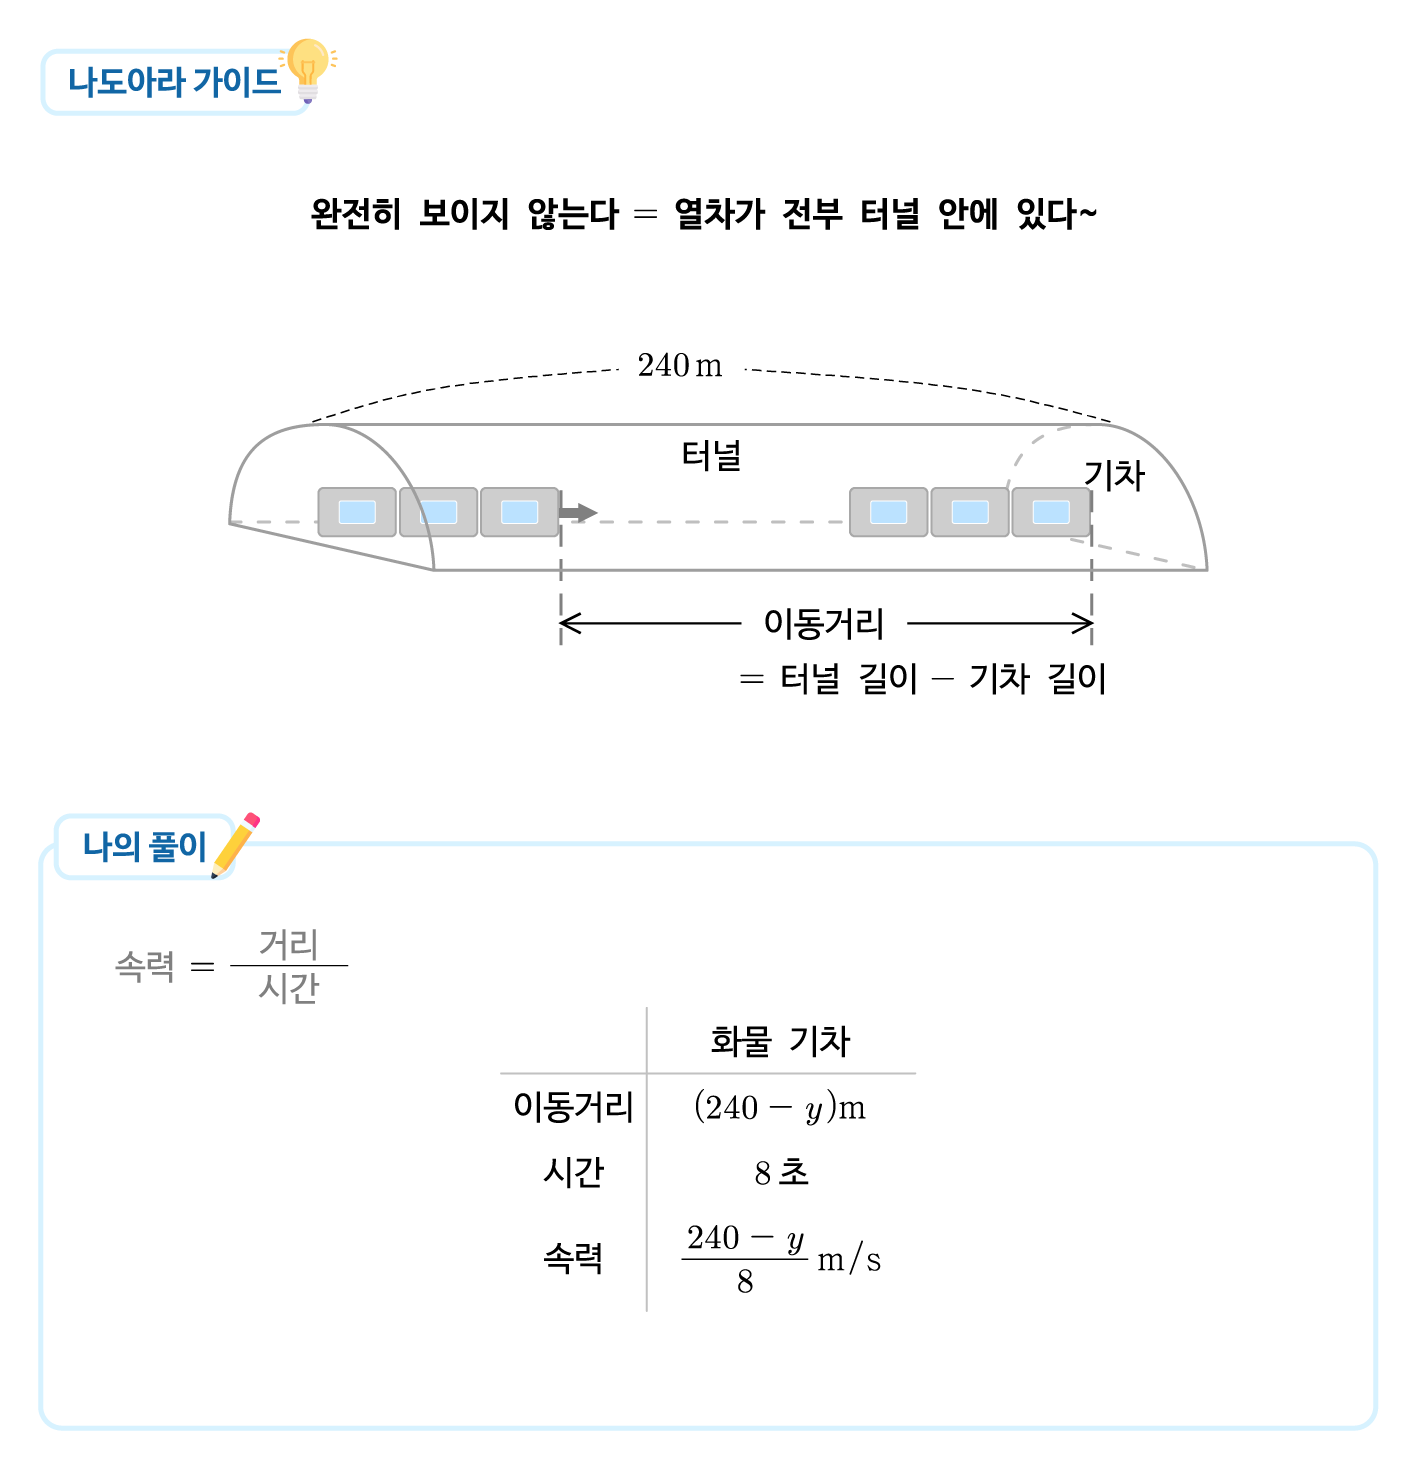 나도아라 가이드
완전히 보이지 않는다 = 열차가 전부 터널 안에 있다~
240 m
터널
기차
이동거리
= 터널 길이 − 기차 길이
나의 풀이
속력 = 거리/시간
화물 기차
이동거리 (240 − y)m
시간 8 초
속력 (240 − y)/8 m/s